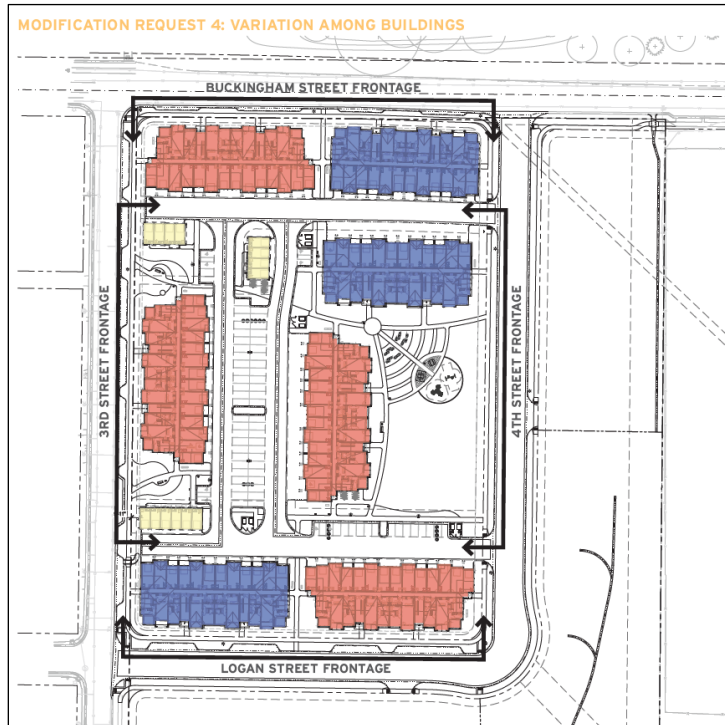 MODIFICATION REQUEST 4: VARIATION AMONG BUILDINGS
BUCKINGHAM STREET FRONTAGE
3RD STREET FRONTAGE
4TH STREET FRONTAGE
LOGAN STREET FRONTAGE